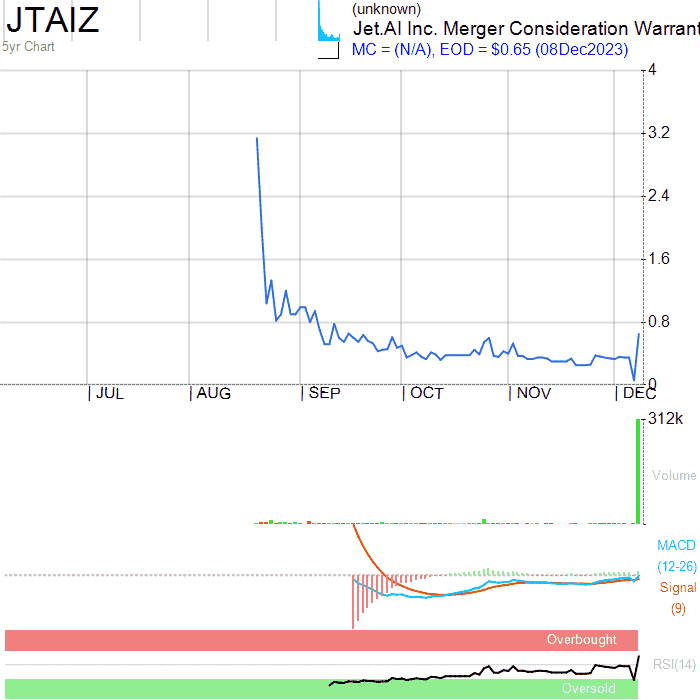 JTAIZ
(unknown)
Jet.AI Inc. Merger Consideration Warrant
5yr Chart
MC = (N/A), EOD = $0.65 (08Dec2023)
4
3.2
2.4
1.6
0.8
0
JUL AUG SEP OCT NOV DEC
312k
Volume
MACD
(12-26)
Signal
(9)
Overbought
RSI(14)
Oversold